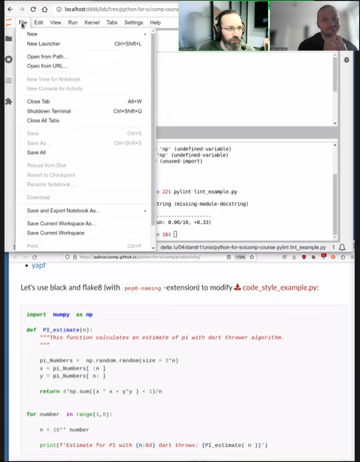 localhost:8888/lab/tree/python-for-scicomp-course
File Edit View Run Kernel Tabs Settings Help
New
New Launcher Ctrl+Shift+L
Open from Path...
Open from URL...
New View for Notebook
New Console for Activity
Close Tab Alt+W
Shutdown Terminal Ctrl+Shift+Q
Close All Tabs
Save Ctrl+S
Save As... Ctrl+Shift+S
Save All
Reload from Disk
Revert to Checkpoint
Rename Notebook...
Download
Save and Export Notebook As...
Save Current Workspace As...
Save Current Workspace
Print... Ctrl+P
'np' (undefined-variable)
'np' (undefined-variable)
(unused-import)
22s pylint lint_example.py
string (missing-module-docstring)
0.00/10, +8.33)
16s
pylint lint_example.py
yapf
Let's use black and flake8 (with pep8-naming -extension) to modify code_style_example.py:
import numpy as np
def PI_estimate(n):
"""This function calculates an estimate of pi with dart thrower algorithm.
"""
pi_Numbers = np.random.random(size = 2*n)
x = pi_Numbers[ :n ]
y = pi_Numbers[ n: ]
return 4*np.sum((x * x + y*y ) < 1)/n
for number in range(1,8):
n = 10** number
print(f'Estimate for PI with {n:8d} dart throws: {PI_estimate( n )}')